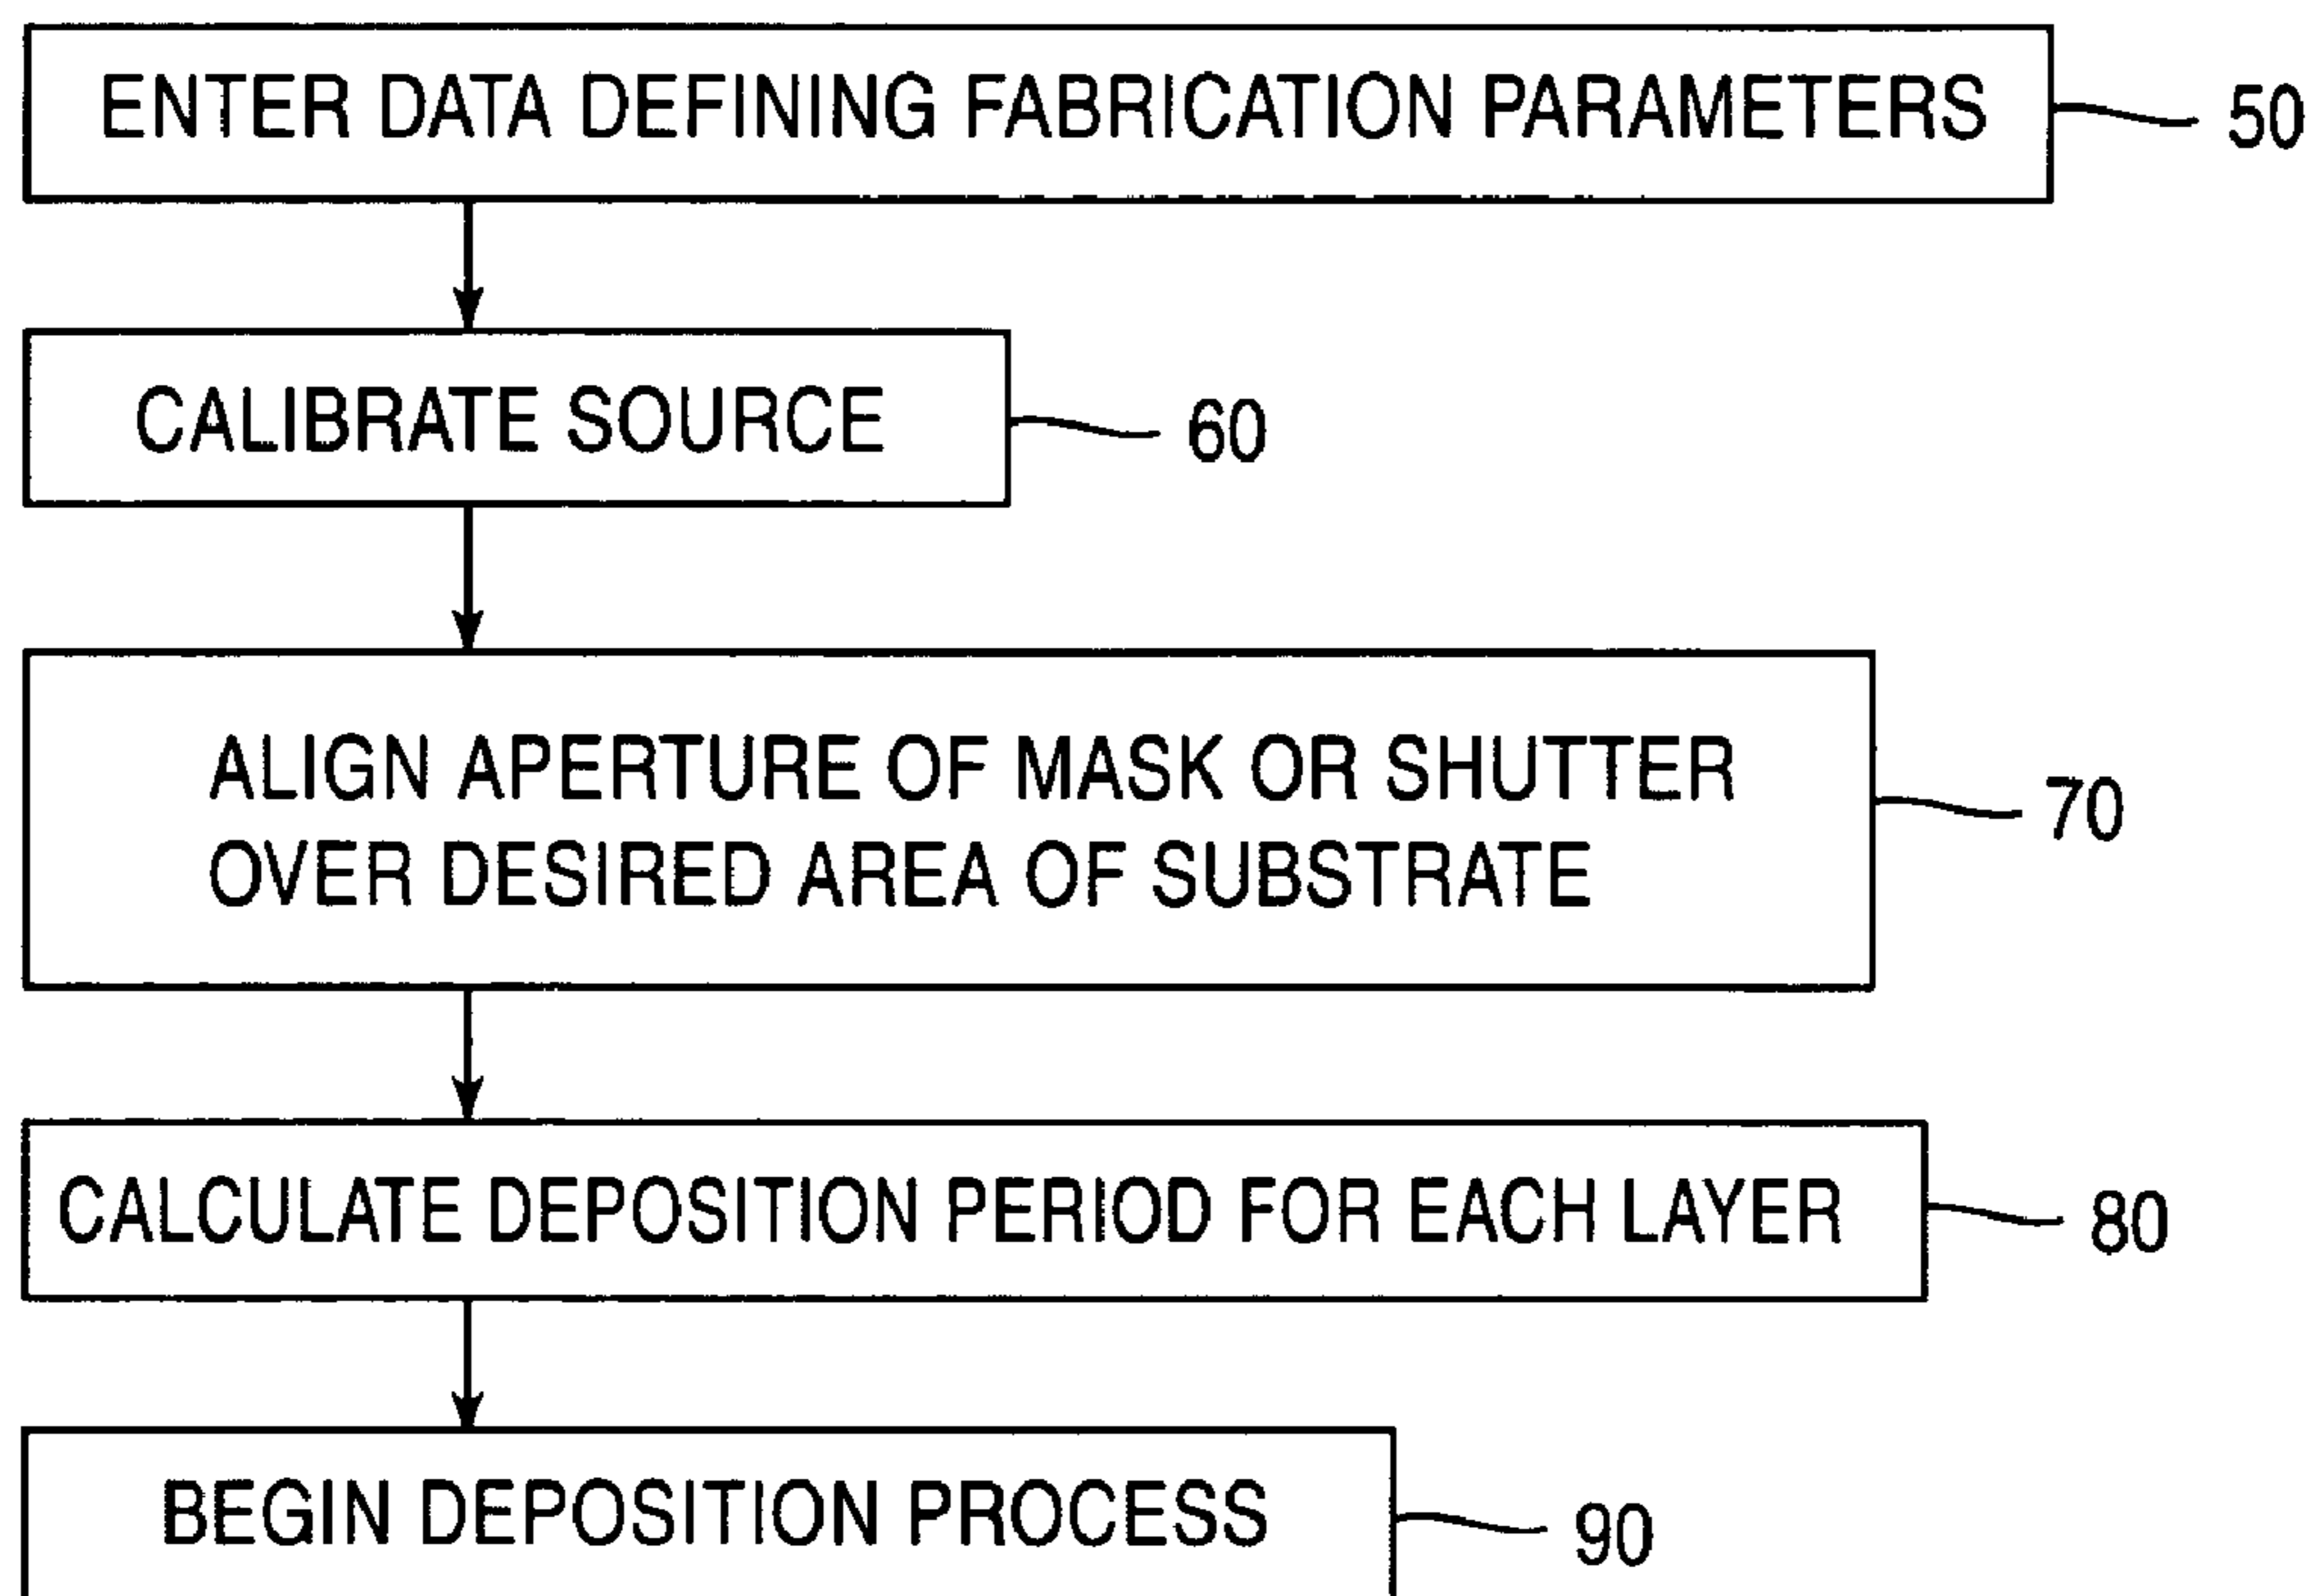 ENTER DATA DEFINING FABRICATION PARAMETERS
50
CALIBRATE SOURCE
60
ALIGN APERTURE OF MASK OR SHUTTER
OVER DESIRED AREA OF SUBSTRATE
70
CALCULATE DEPOSITION PERIOD FOR EACH LAYER
80
BEGIN DEPOSITION PROCESS
90